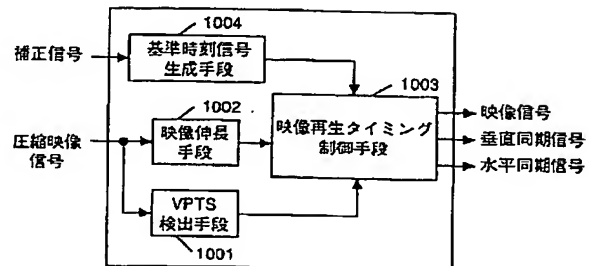 1004
補正信号
基準時刻信号
生成手段
1003
1002
圧縮映像
信号
映像伸長
手段
映像再生タイミング
制御手段
映像信号
垂直同期信号
水平同期信号
VPTS
検出手段
1001